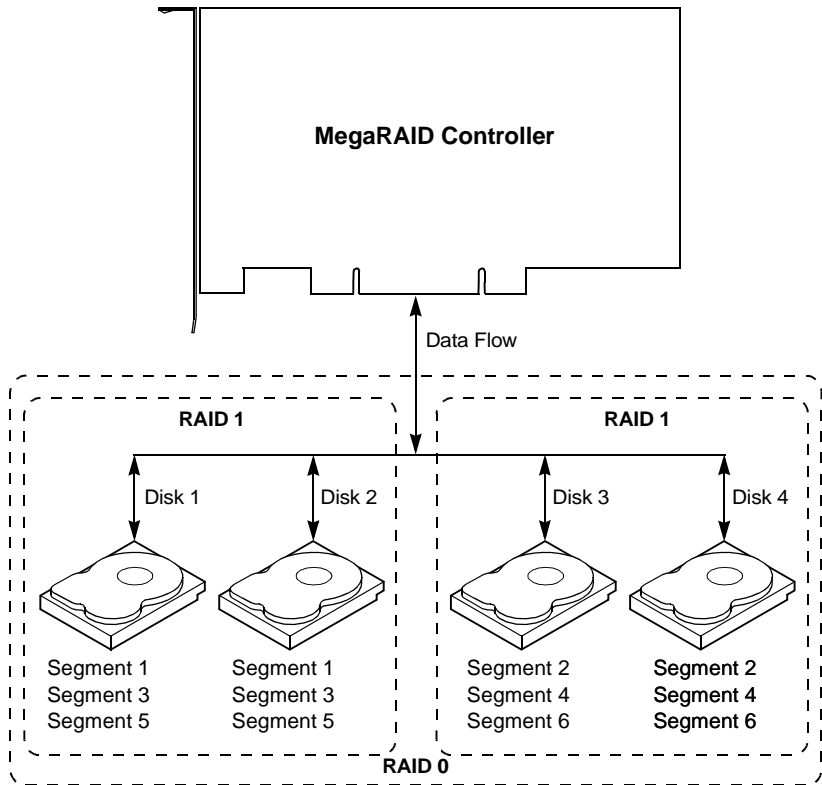 MegaRAID Controller
Data Flow
RAID 1
RAID 1
Disk 1
Disk 2
Disk 3
Disk 4
Segment 1
Segment 3
Segment 5
Segment 1
Segment 3
Segment 5
Segment 2
Segment 4
Segment 6
Segment 2
Segment 4
Segment 6
RAID 0